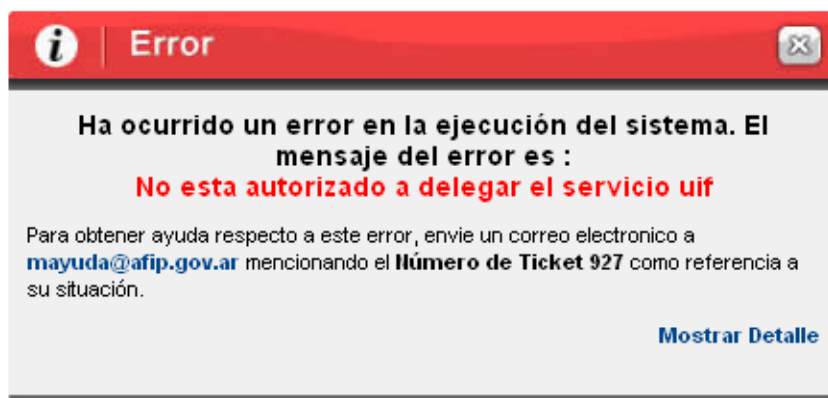 Error
Ha ocurrido un error en la ejecución del sistema. El
mensaje del error es :
No esta autorizado a delegar el servicio uif
Para obtener ayuda respecto a este error, envie un correo electronico a
mayuda@afip.gov.ar mencionando el Número de Ticket 927 como referencia a
su situación.
Mostrar Detalle